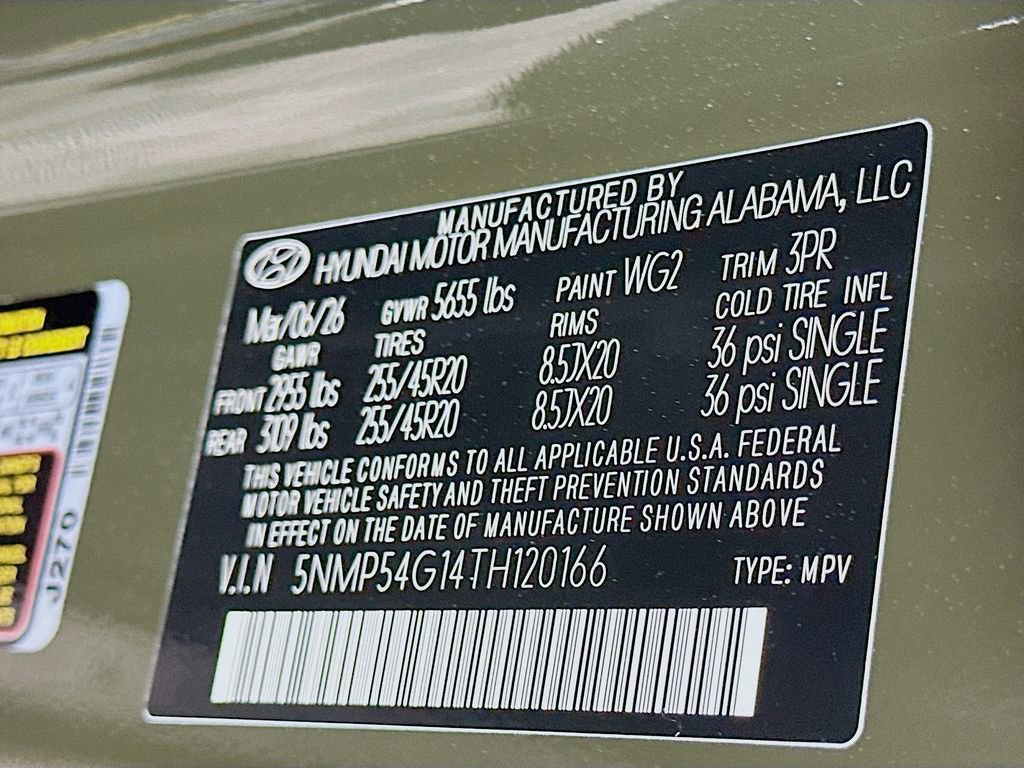 MANUFACTURED BY
HYUNDAI MOTOR MANUFACTURING ALABAMA, LLC
Mar/06/26 GVWR 5655 lbs PAINT WG2 TRIM 3PR
GAWR TIRES RIMS COLD TIRE INFL
FRONT 2955 lbs 255/45R20 8.5JX20 36 psi SINGLE
REAR 3109 lbs 255/45R20 8.5JX20 36 psi SINGLE
THIS VEHICLE CONFORMS TO ALL APPLICABLE U.S.A. FEDERAL
MOTOR VEHICLE SAFETY AND THEFT PREVENTION STANDARDS
IN EFFECT ON THE DATE OF MANUFACTURE SHOWN ABOVE
V.I.N 5NMP54G14TH120166 TYPE: MPV
J270